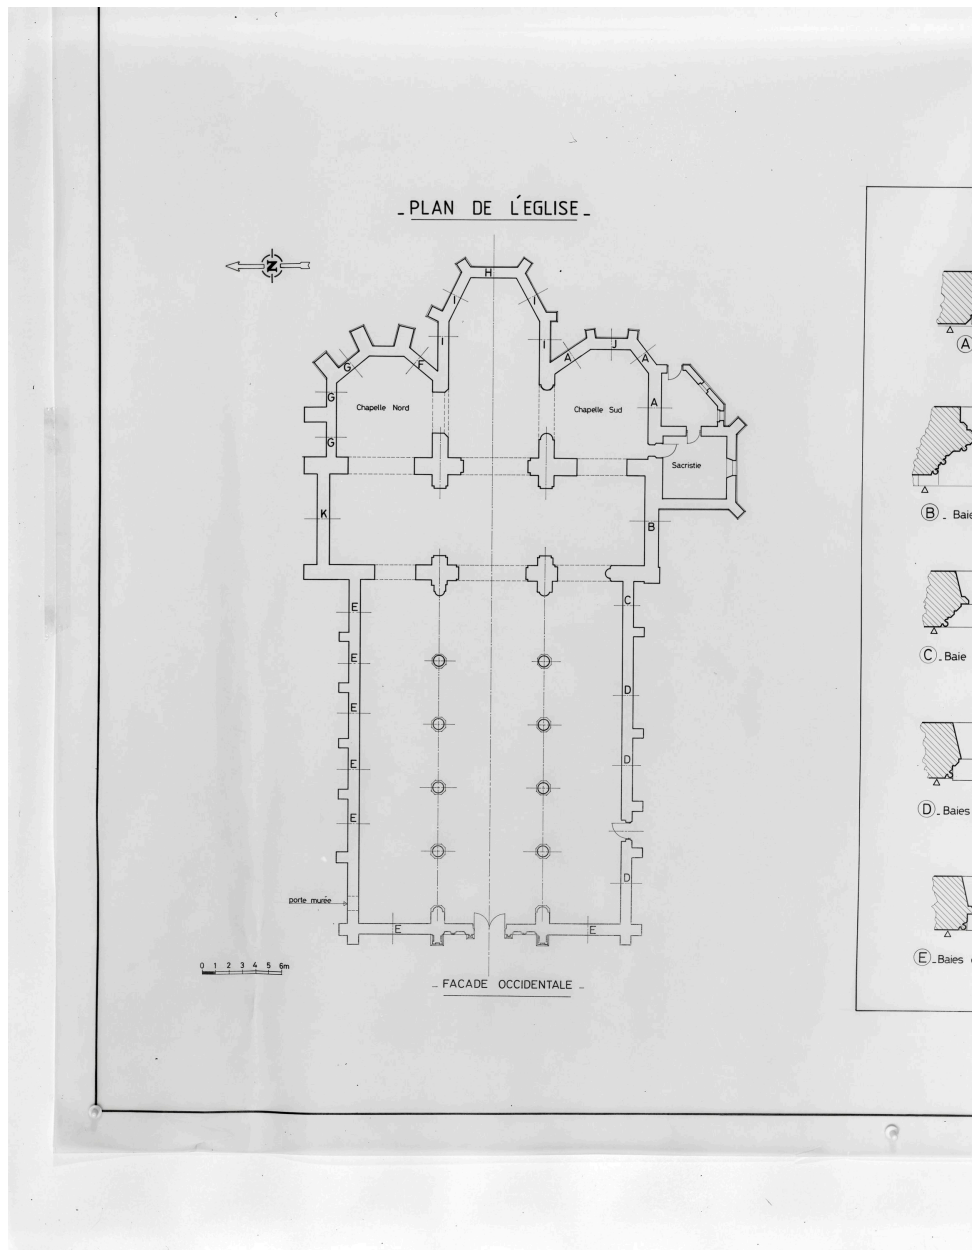 _ PLAN DE L'EGLISE _
N
H
I I
I I
G F A J A
G A
Chapelle Nord Chapelle Sud
G
Sacristie
K B
E C
E
E D
E D
E
D
porte murée
E E
0 1 2 3 4 5 6m
_ FACADE OCCIDENTALE _
A
B _ Baie
C _ Baie
D _ Baies
E _ Baies